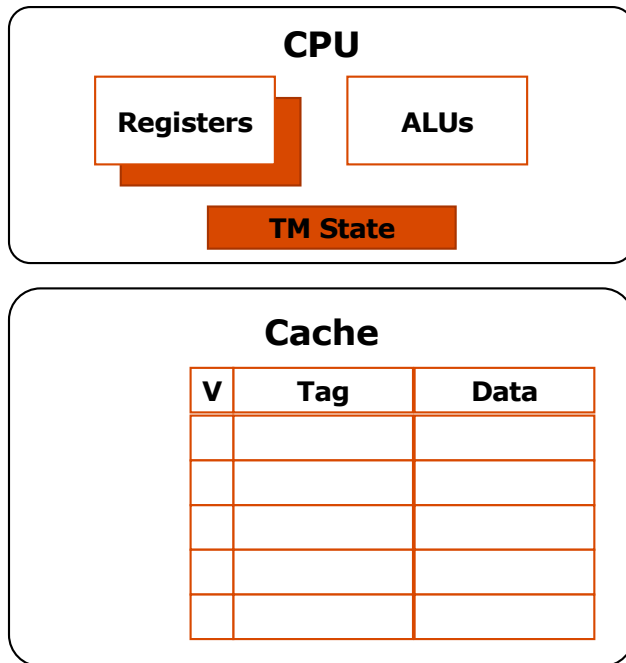 CPU
Registers
ALUs
TM State
Cache
V Tag Data